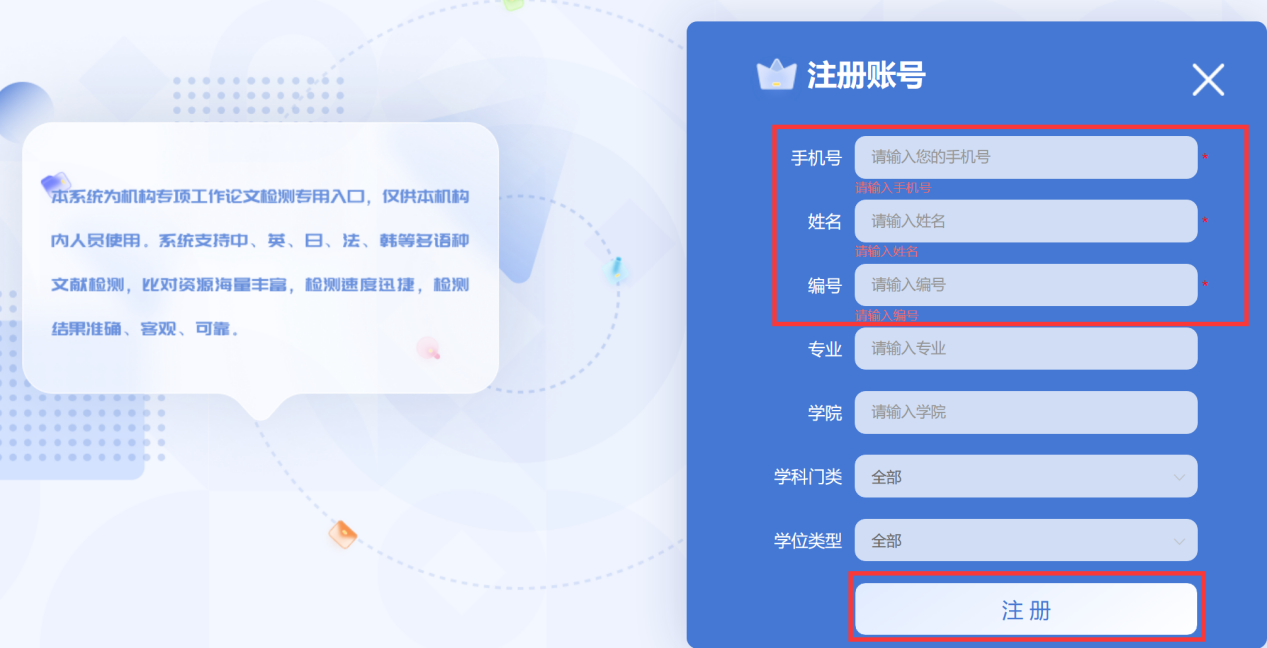 本系统为机构专项工作论文检测专用入口，仅供本机构
内人员使用。系统支持中、英、日、法、韩等多语种
文献检测，比对资源海量丰富，检测速度迅捷，检测
结果准确、客观、可靠。
注册账号
手机号 请输入您的手机号 *
请输入手机号
姓名 请输入姓名 *
请输入姓名
编号 请输入编号 *
请输入编号
专业 请输入专业
学院 请输入学院
学科门类 全部
学位类型 全部
注 册